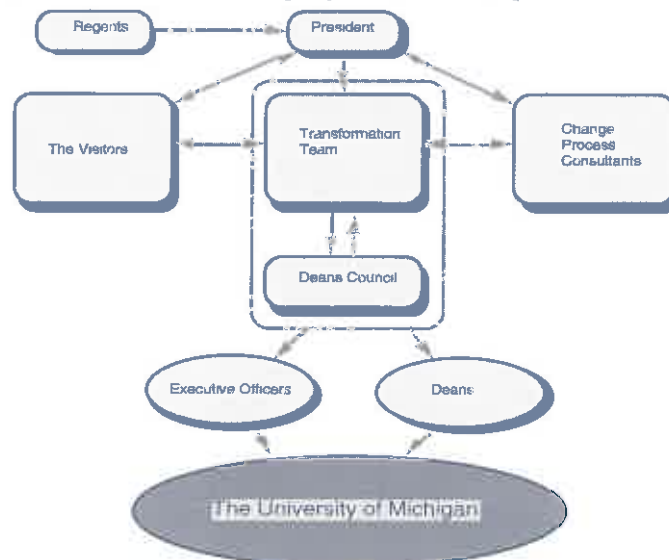 Regents
President
The Visitors
Transformation
Team
Change
Process
Consultants
Deans Council
Executive Officers
Deans
The University of Michigan